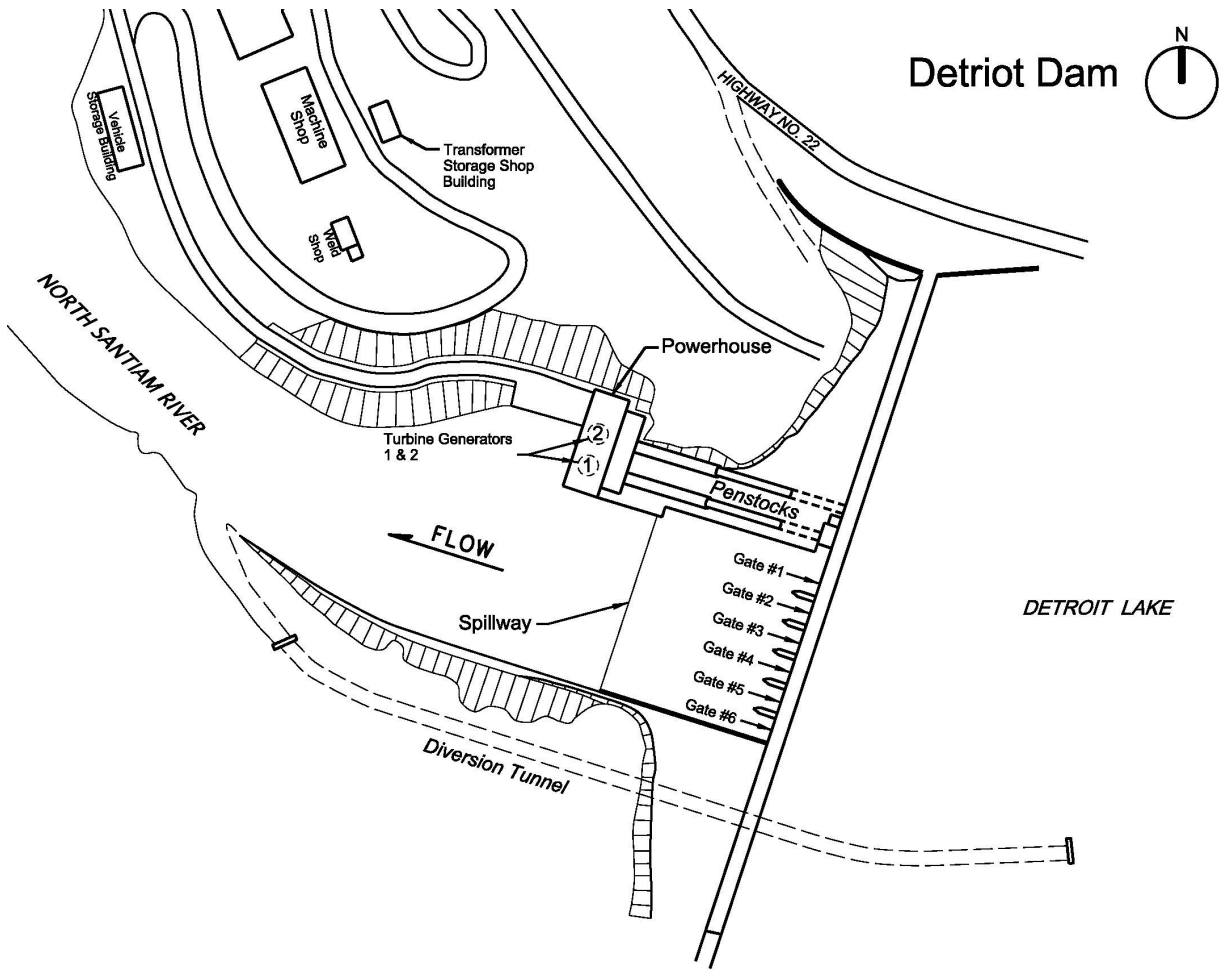 Detriot Dam
N
HIGHWAY NO. 22
Vehicle
Storage Building
Machine
Shop
Transformer
Storage Shop
Building
Weld
Shop
NORTH SANTIAM RIVER
Powerhouse
Turbine Generators
1 & 2
2
1
Penstocks
FLOW
Gate #1
Gate #2
Gate #3
Gate #4
Gate #5
Gate #6
Spillway
DETROIT LAKE
Diversion Tunnel